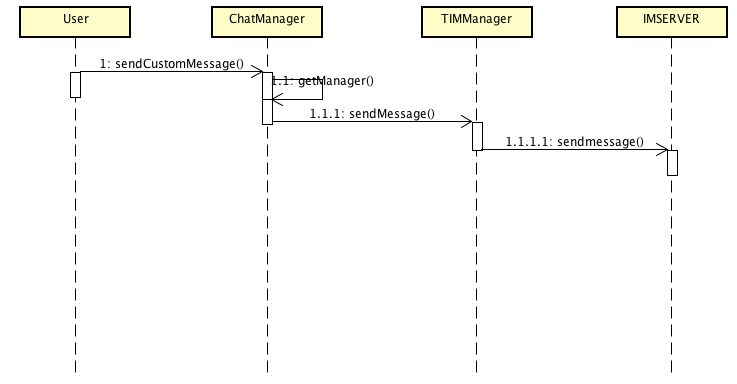 User
ChatManager
TIMManager
IMSERVER
1: sendCustomMessage()
1.1: getManager()
1.1.1: sendMessage()
1.1.1.1: sendmessage()